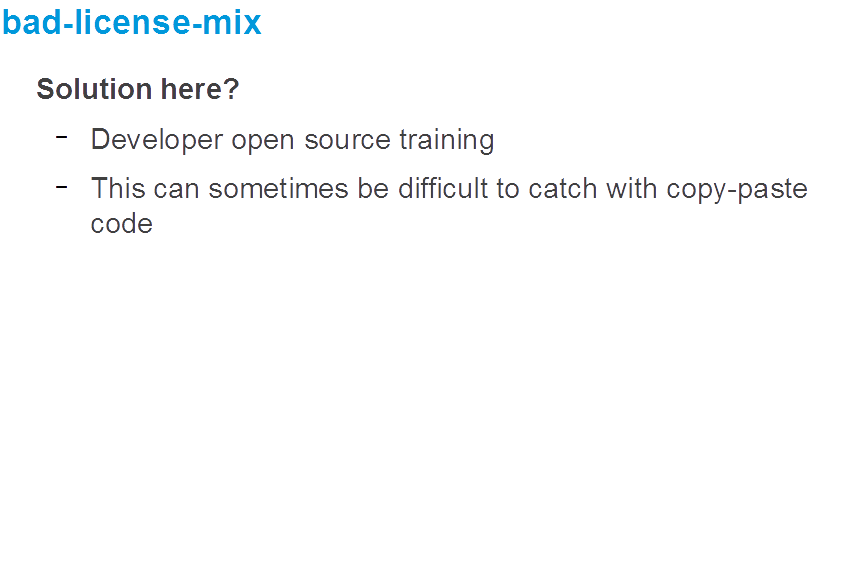 bad-license-mix
Solution here?
- Developer open source training
- This can sometimes be difficult to catch with copy-paste
code